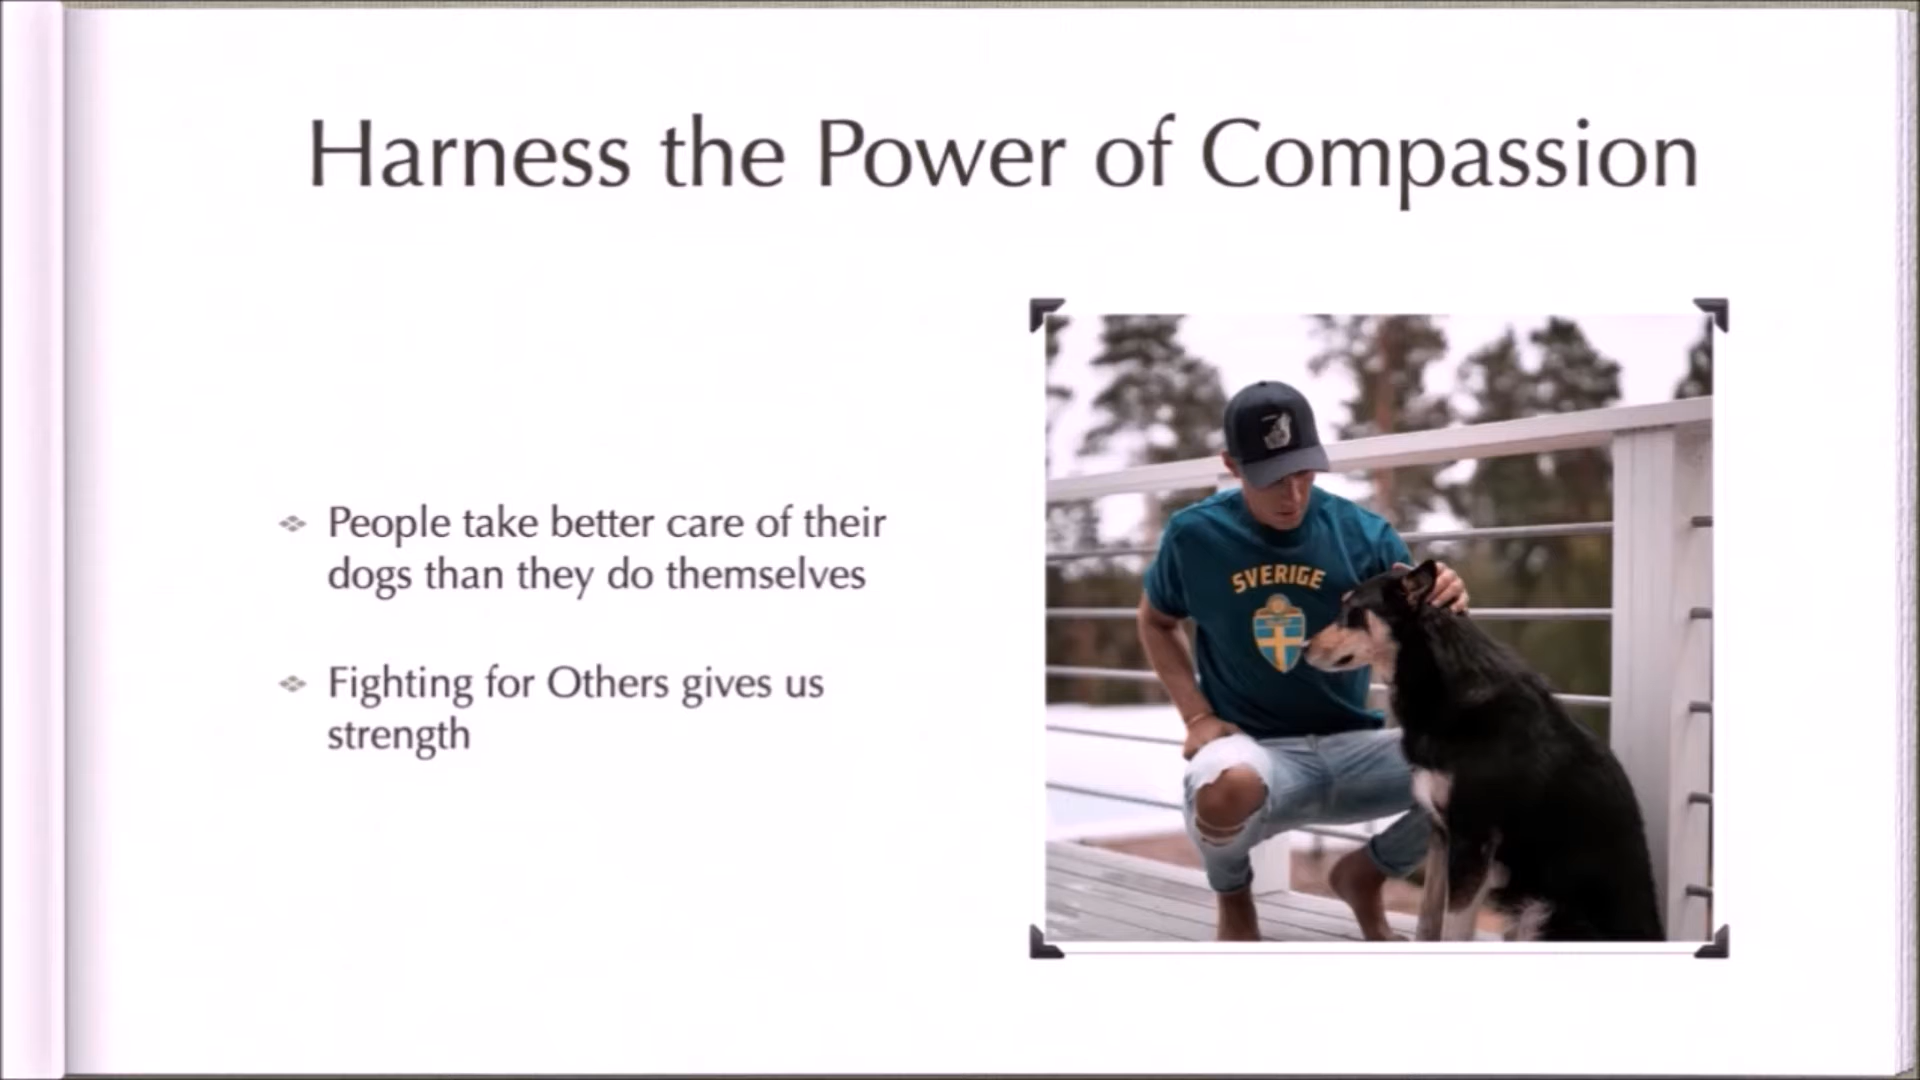 Harness the Power of Compassion
People take better care of their
dogs than they do themselves
Fighting for Others gives us
strength
SVERIGE